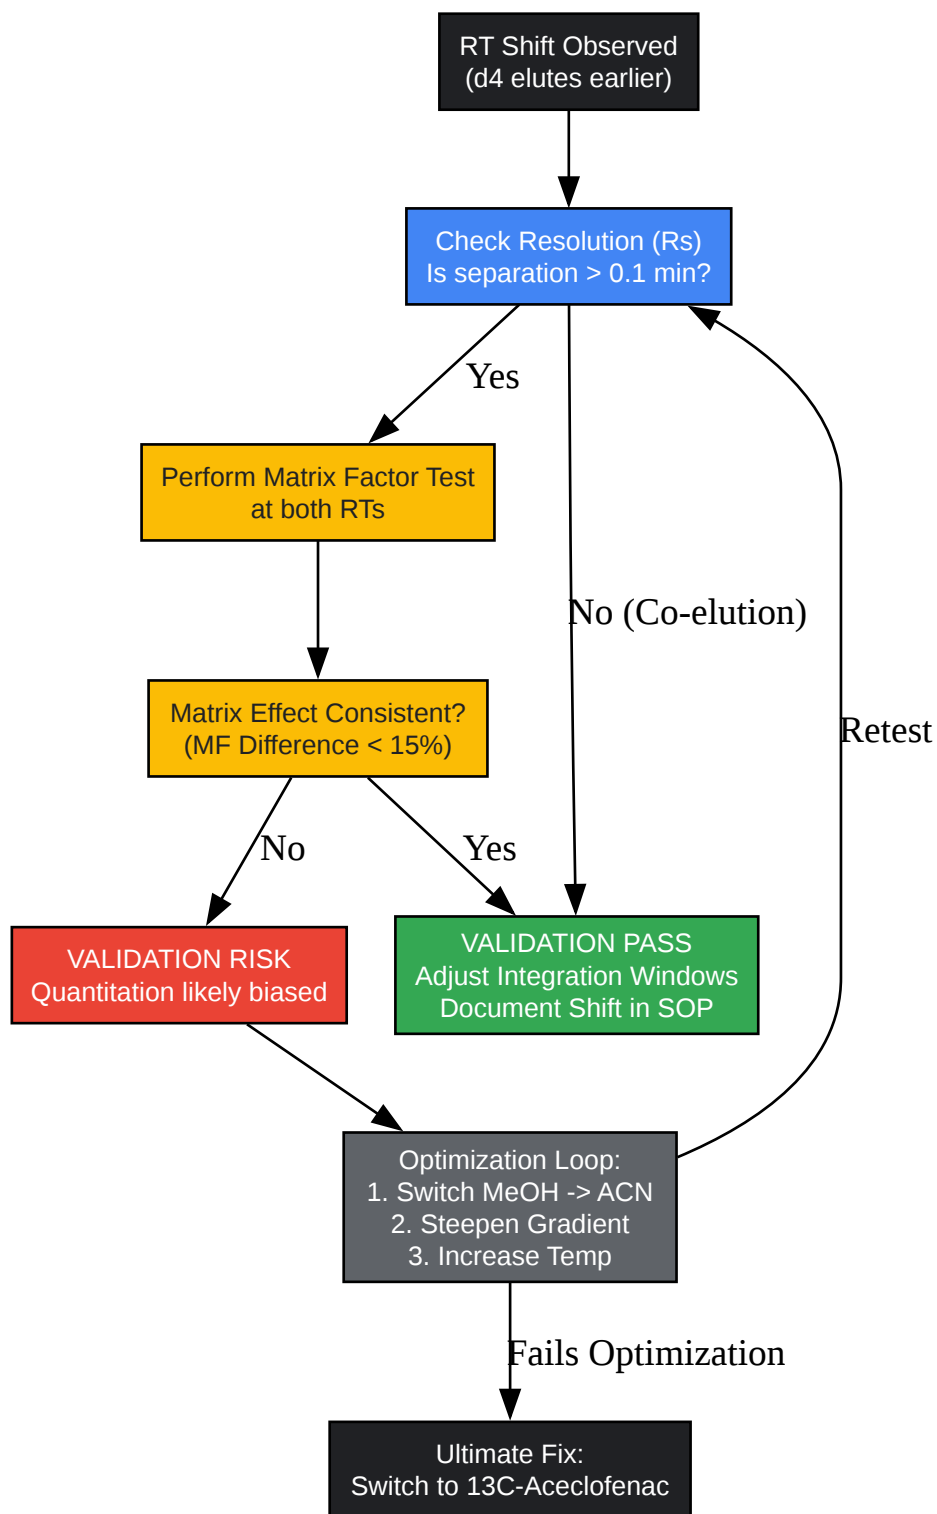 RT Shift Observed
(d4 elutes earlier)
Check Resolution (Rs)
Is separation > 0.1 min?
Yes
Perform Matrix Factor Test
at both RTs
No (Co-elution)
Retest
Matrix Effect Consistent?
(MF Difference < 15%)
No
Yes
VALIDATION RISK
Quantitation likely biased
VALIDATION PASS
Adjust Integration Windows
Document Shift in SOP
Optimization Loop:
1. Switch MeOH -> ACN
2. Steepen Gradient
3. Increase Temp
Fails Optimization
Ultimate Fix:
Switch to 13C-Aceclofenac